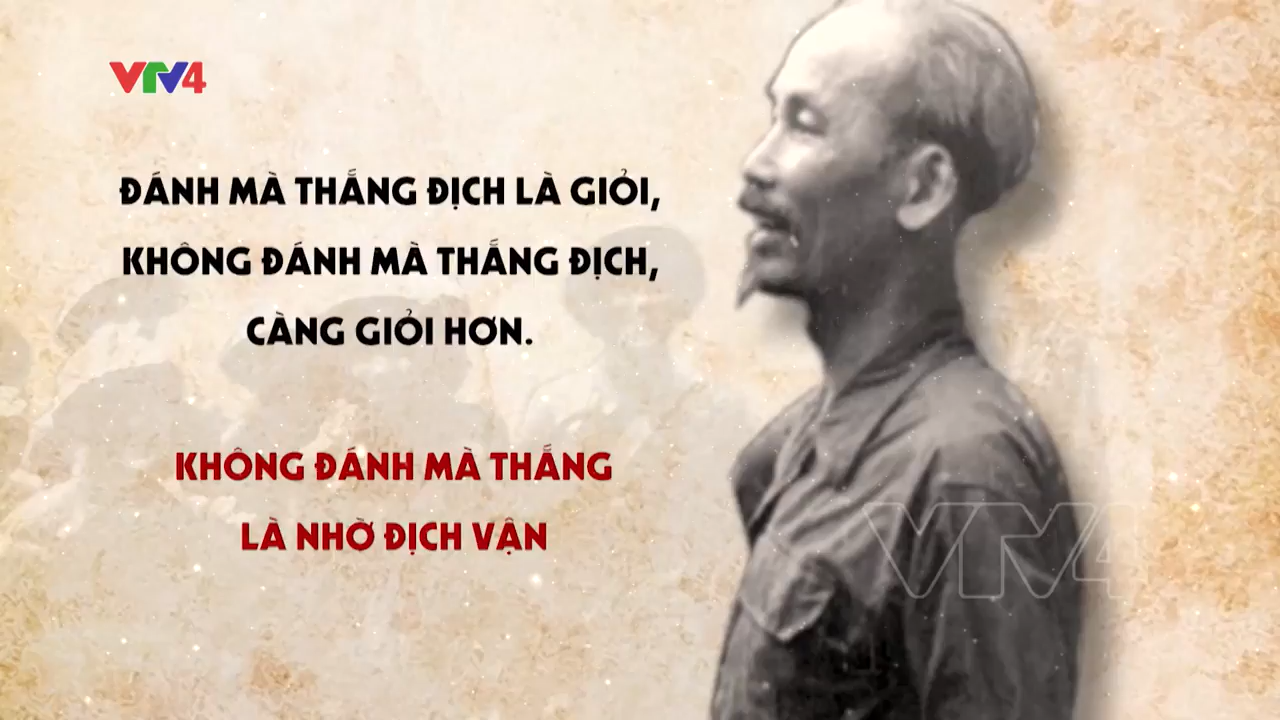 VTV4
ĐÁNH MÀ THẮNG ĐỊCH LÀ GIỎI,
KHÔNG ĐÁNH MÀ THẮNG ĐỊCH,
CÀNG GIỎI HƠN.
KHÔNG ĐÁNH MÀ THẮNG
LÀ NHỜ ĐỊCH VẬN
VTV4